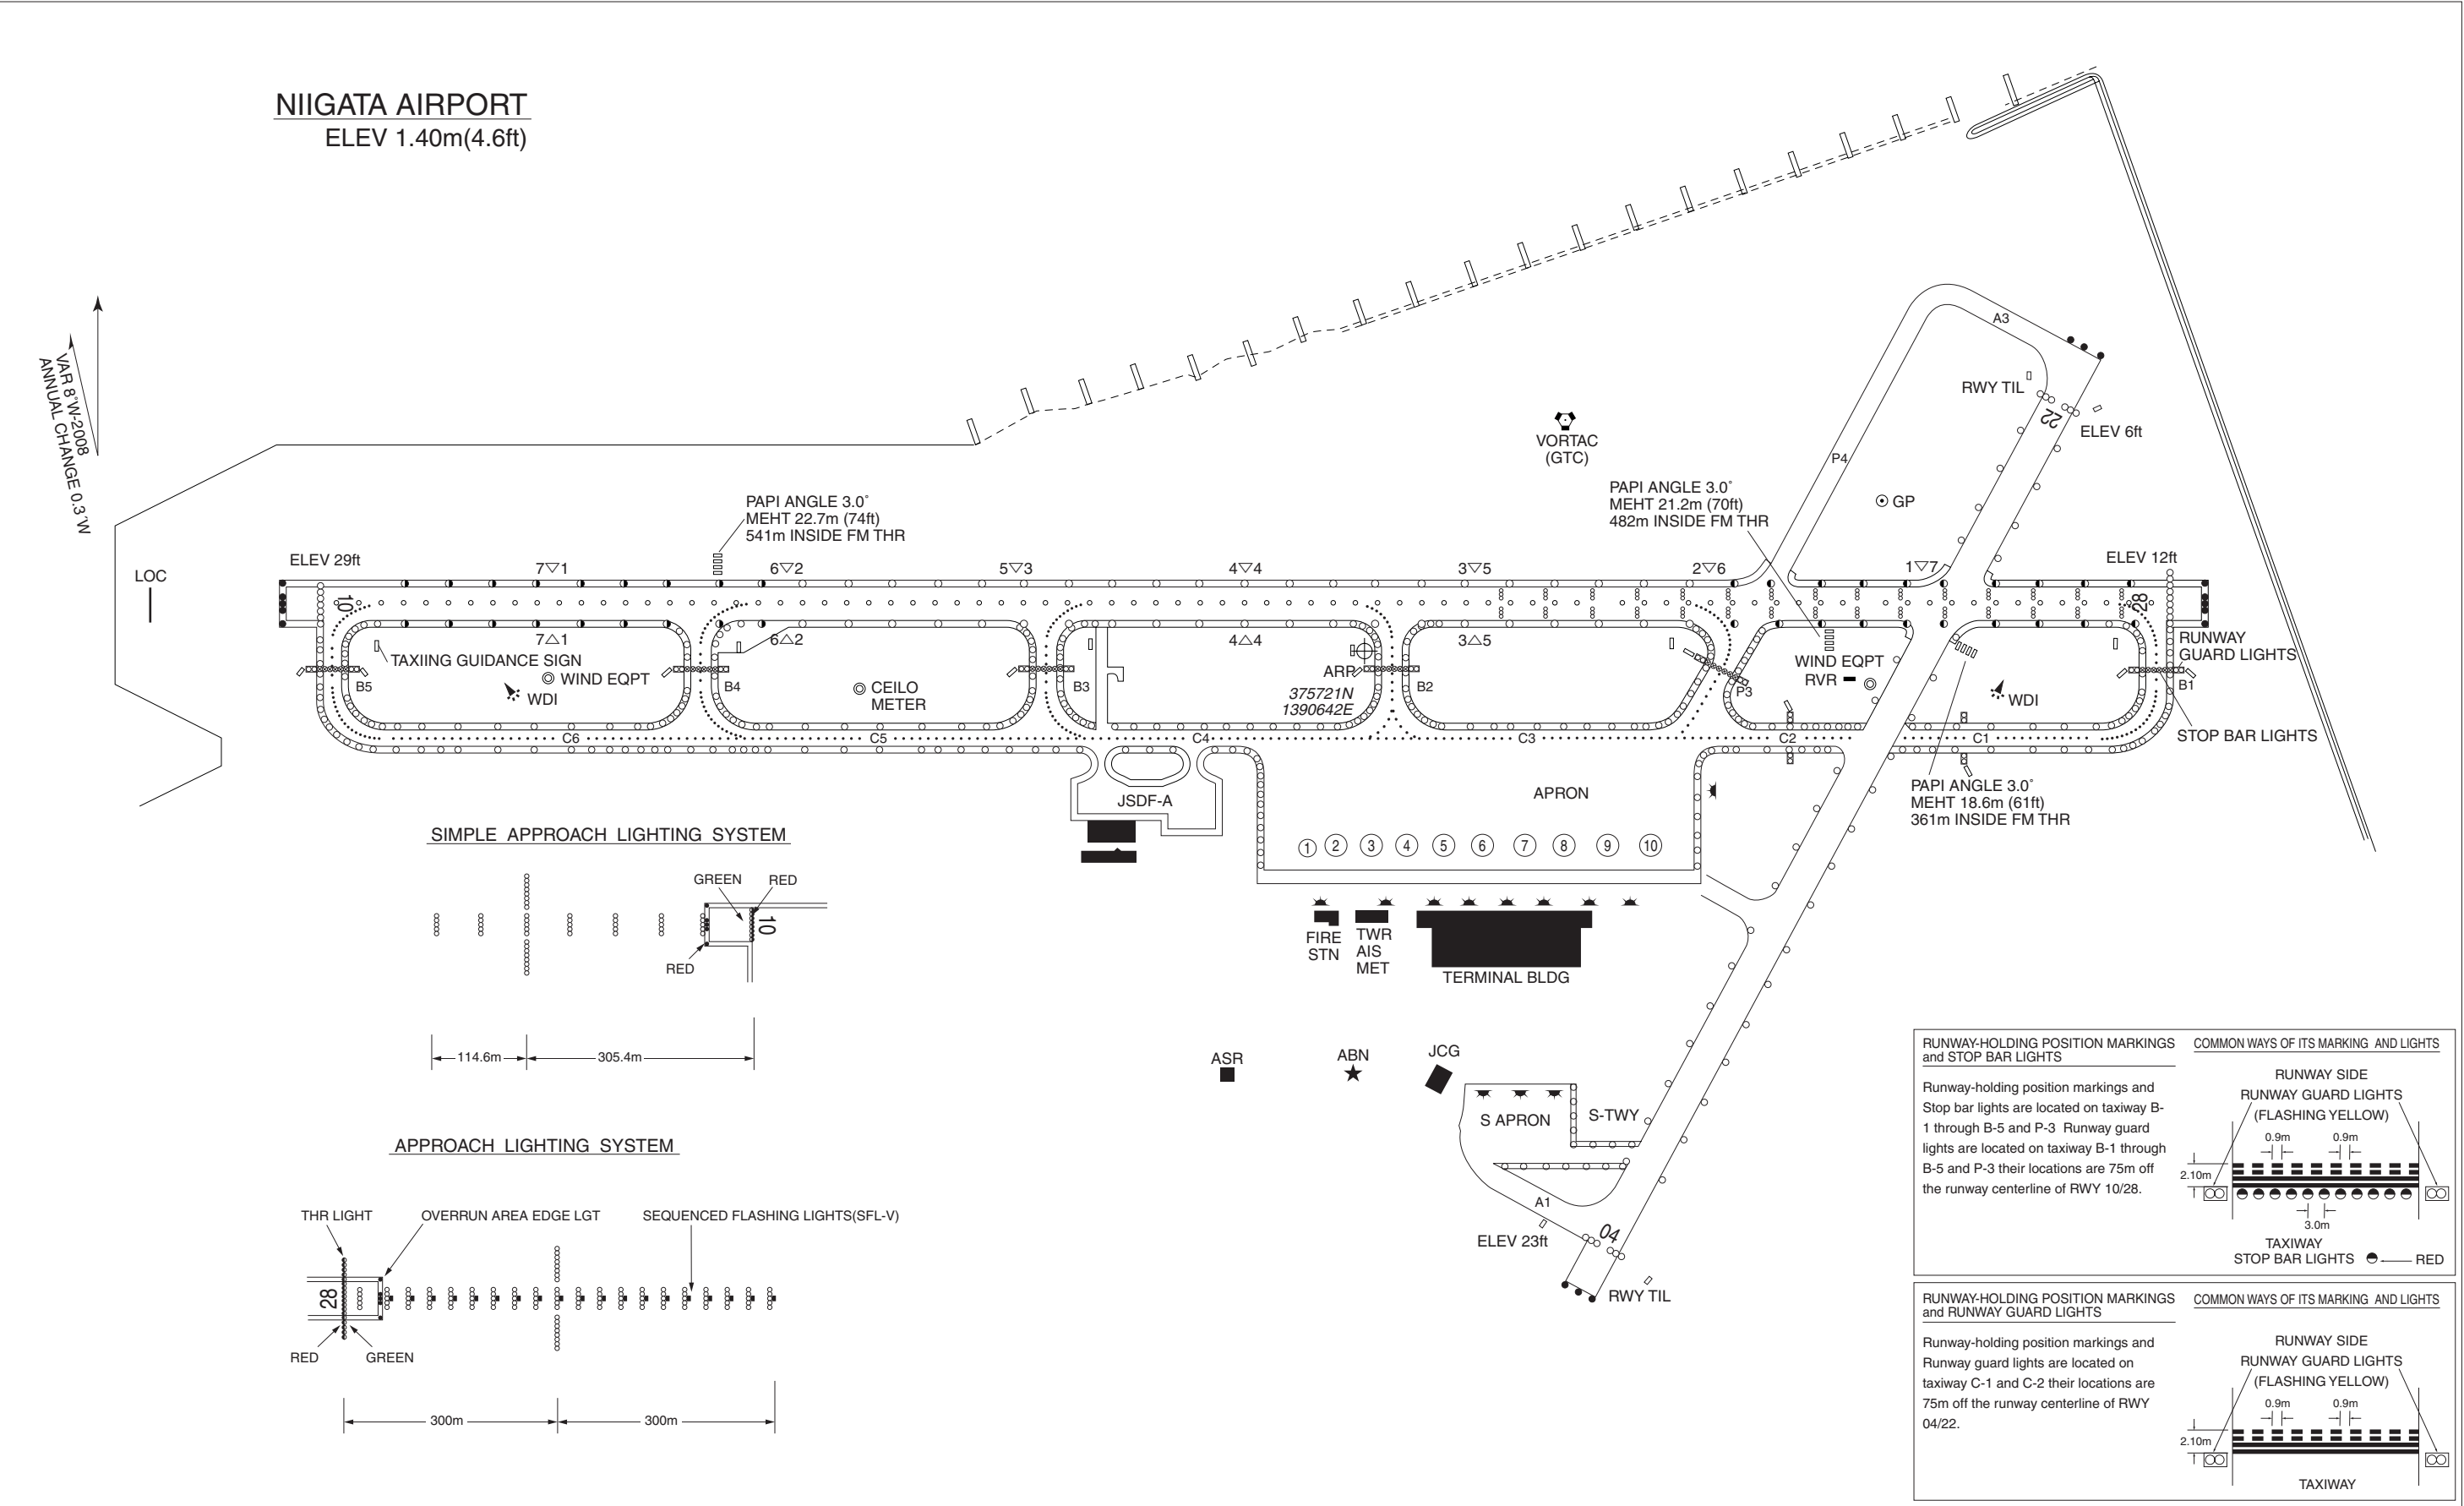 NIIGATA AIRPORT
ELEV 1.40m(4.6ft)
VAR 8°W-2008
ANNUAL CHANGE 0.3'W
LOC
ELEV 29ft
PAPI ANGLE 3.0°
MEHT 22.7m (74ft)
541m INSIDE FM THR
VORTAC
(GTC)
PAPI ANGLE 3.0°
MEHT 21.2m (70ft)
482m INSIDE FM THR
A3
RWY TIL
22
ELEV 6ft
P4
GP
ELEV 12ft
7▽1
6▽2
5▽3
4▽4
3▽5
2▽6
1▽7
10
28
7△1
6△2
4△4
3△5
TAXIING GUIDANCE SIGN
WIND EQPT
WDI
B5
B4
CEILO
METER
B3
ARP
375721N
1390642E
B2
P3
WIND EQPT
RVR
WDI
RUNWAY
GUARD LIGHTS
B1
STOP BAR LIGHTS
C6
C5
C4
C3
C2
C1
PAPI ANGLE 3.0°
MEHT 18.6m (61ft)
361m INSIDE FM THR
JSDF-A
APRON
1 2 3 4 5 6 7 8 9 10
FIRE
STN
TWR
AIS
MET
TERMINAL BLDG
ASR
ABN
JCG
S APRON
S-TWY
A1
ELEV 23ft
04
RWY TIL
SIMPLE APPROACH LIGHTING SYSTEM
GREEN
RED
10
RED
114.6m
305.4m
APPROACH LIGHTING SYSTEM
THR LIGHT
OVERRUN AREA EDGE LGT
SEQUENCED FLASHING LIGHTS(SFL-V)
28
RED
GREEN
300m
300m
RUNWAY-HOLDING POSITION MARKINGS
and STOP BAR LIGHTS
Runway-holding position markings and
Stop bar lights are located on taxiway B-
1 through B-5 and P-3 Runway guard
lights are located on taxiway B-1 through
B-5 and P-3 their locations are 75m off
the runway centerline of RWY 10/28.
COMMON WAYS OF ITS MARKING AND LIGHTS
RUNWAY SIDE
RUNWAY GUARD LIGHTS
(FLASHING YELLOW)
0.9m
0.9m
2.10m
3.0m
TAXIWAY
STOP BAR LIGHTS
RED
RUNWAY-HOLDING POSITION MARKINGS
and RUNWAY GUARD LIGHTS
Runway-holding position markings and
Runway guard lights are located on
taxiway C-1 and C-2 their locations are
75m off the runway centerline of RWY
04/22.
COMMON WAYS OF ITS MARKING AND LIGHTS
RUNWAY SIDE
RUNWAY GUARD LIGHTS
(FLASHING YELLOW)
0.9m
0.9m
2.10m
TAXIWAY